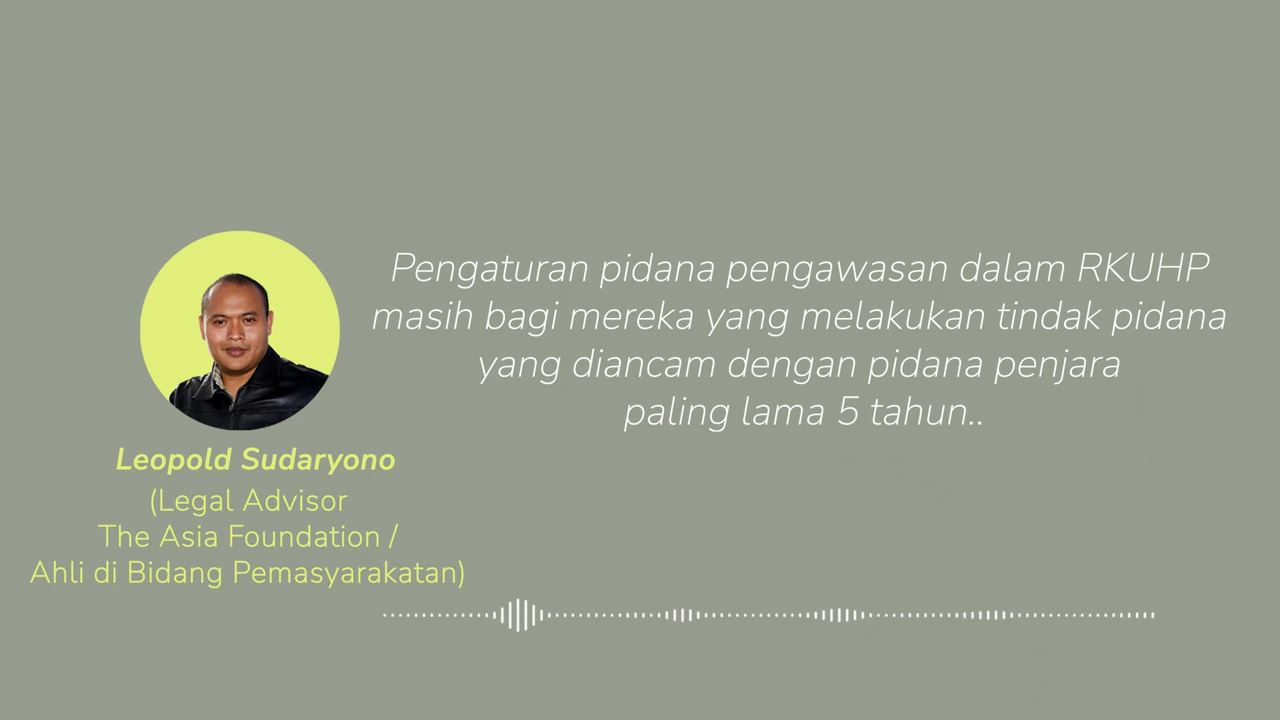 Pengaturan pidana pengawasan dalam RKUHP
masih bagi mereka yang melakukan tindak pidana
yang diancam dengan pidana penjara
paling lama 5 tahun..
Leopold Sudaryono
(Legal Advisor
The Asia Foundation /
Ahli di Bidang Pemasyarakatan)